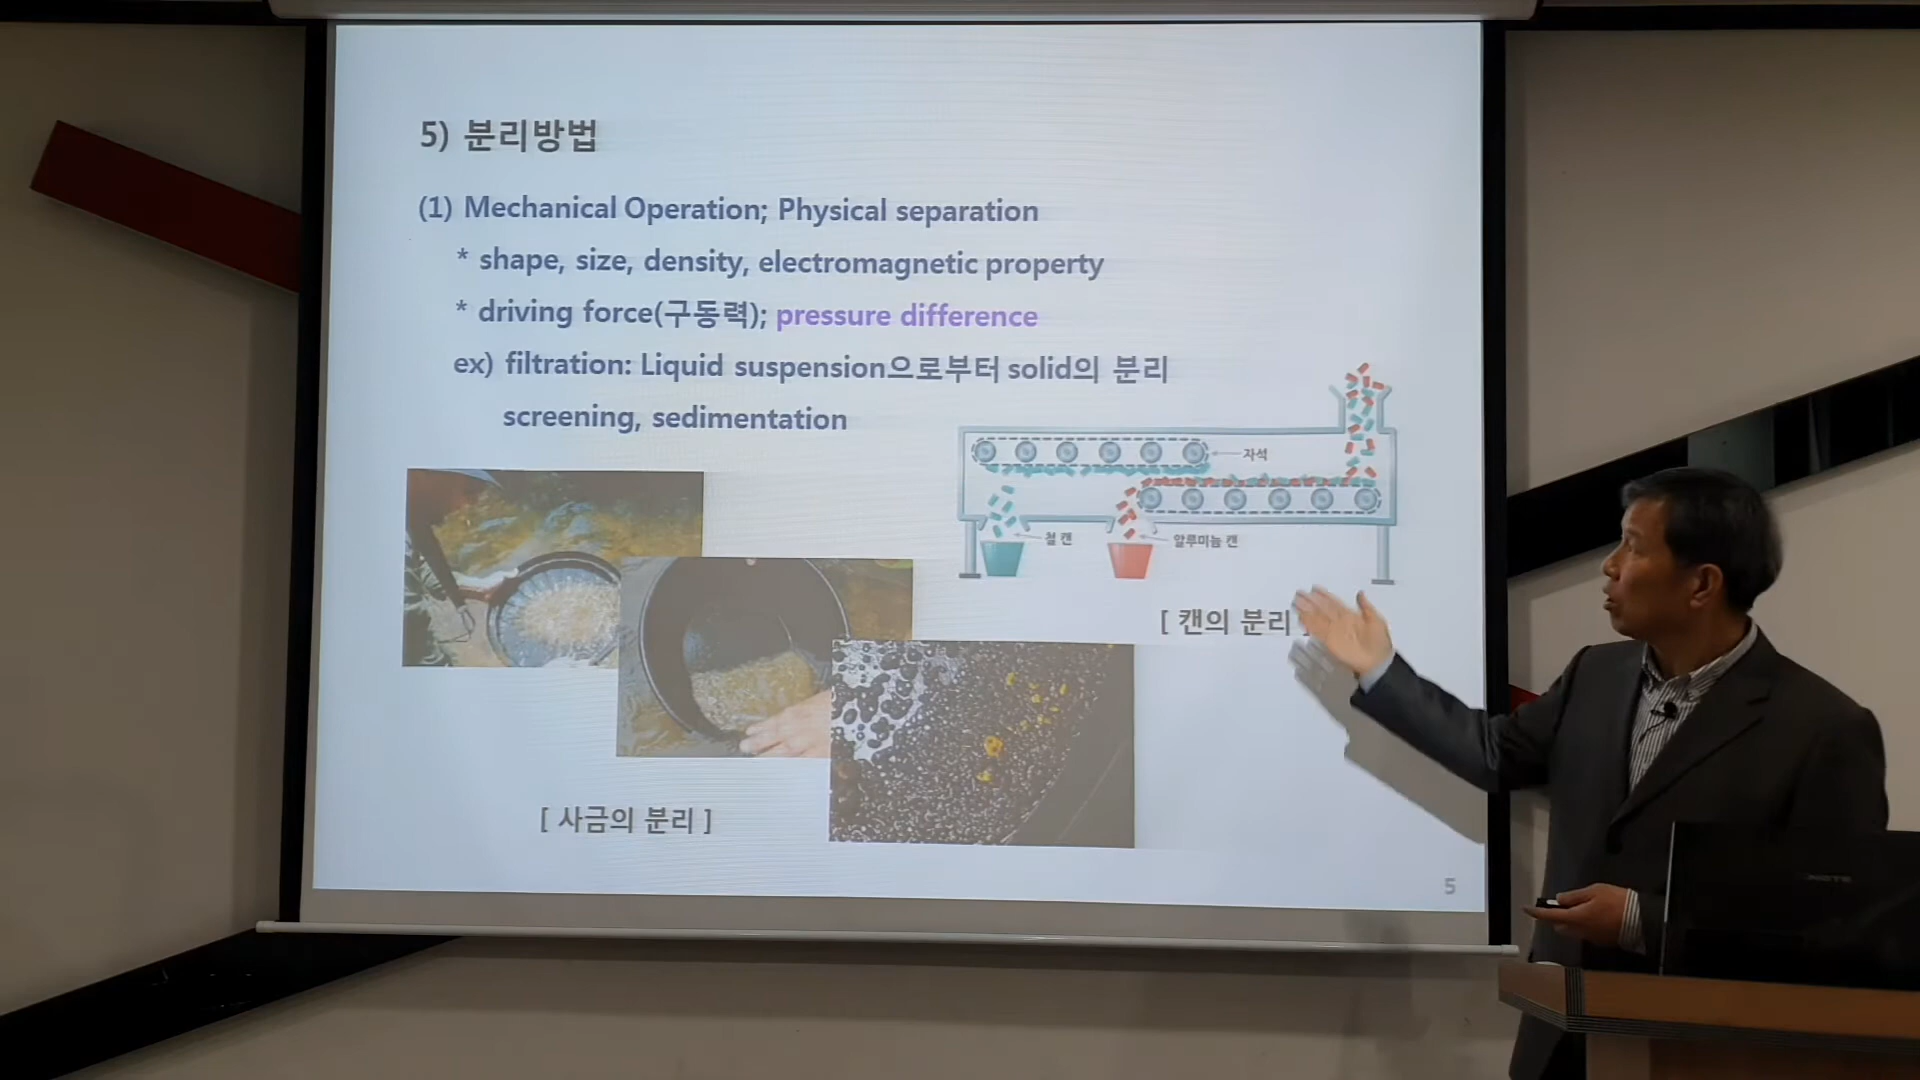 5) 분리방법
(1) Mechanical Operation; Physical separation
* shape, size, density, electromagnetic property
* driving force(구동력); pressure difference
ex) filtration: Liquid suspension으로부터 solid의 분리
screening, sedimentation
자석
철 캔
알루미늄 캔
[ 캔의 분리 ]
[ 사금의 분리 ]
5